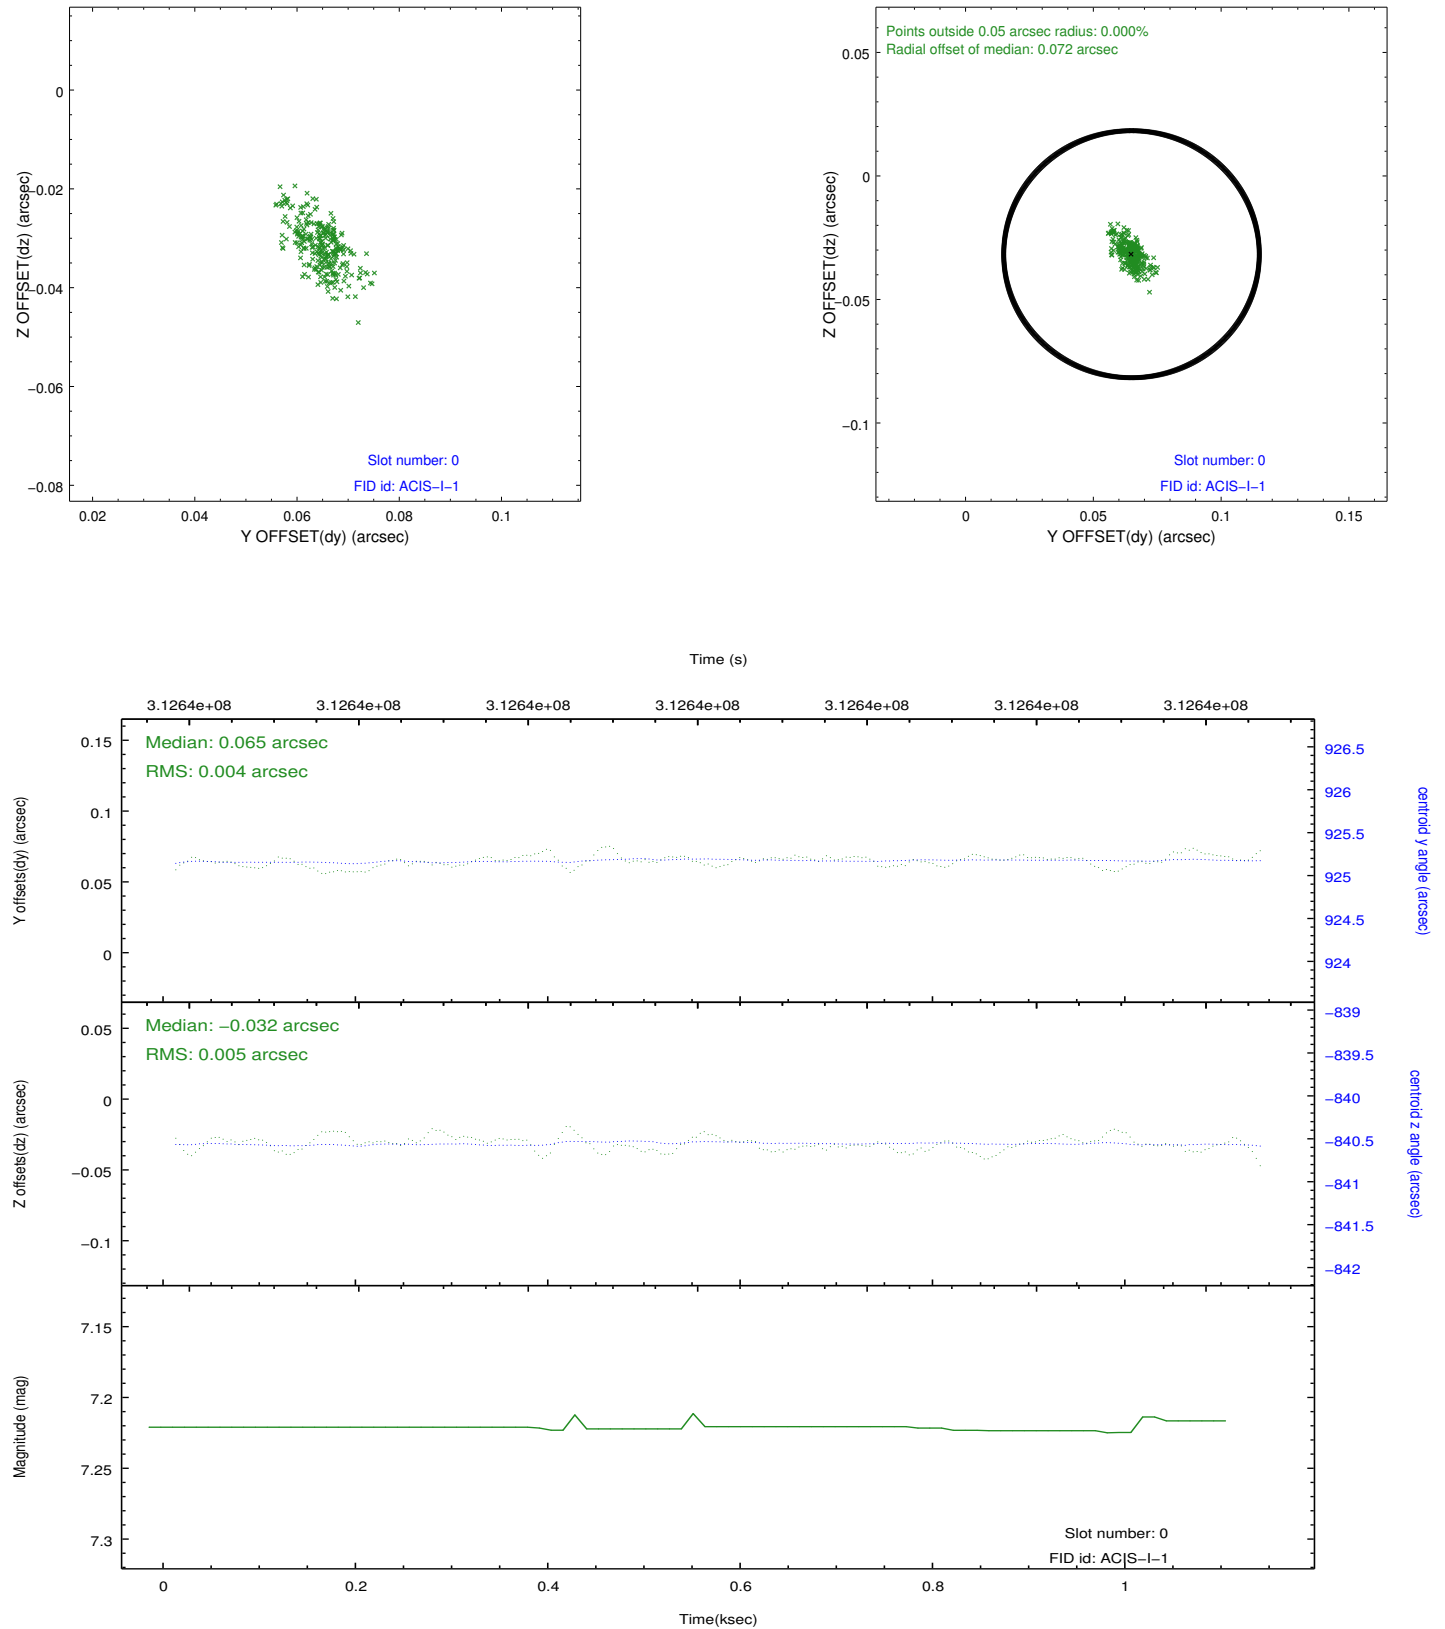 0
−0.02
−0.04
−0.06
−0.08
Z OFFSET(dz) (arcsec)
Slot number: 0
FID id: ACIS−I−1
0.02 0.04 0.06 0.08 0.1
Y OFFSET(dy) (arcsec)
Points outside 0.05 arcsec radius: 0.000%
Radial offset of median: 0.072 arcsec
0.05
0
−0.05
−0.1
Z OFFSET(dz) (arcsec)
Slot number: 0
FID id: ACIS−I−1
0 0.05 0.1 0.15
Y OFFSET(dy) (arcsec)
Time (s)
3.1264e+08 3.1264e+08 3.1264e+08 3.1264e+08 3.1264e+08 3.1264e+08 3.1264e+08
Median: 0.065 arcsec
RMS: 0.004 arcsec
0.15
0.1
0.05
0
Y offsets(dy) (arcsec)
926.5
926
925.5
925
924.5
924
centroid y angle (arcsec)
Median: −0.032 arcsec
RMS: 0.005 arcsec
0.05
0
−0.05
−0.1
Z offsets(dz) (arcsec)
−839
−839.5
−840
−840.5
−841
−841.5
−842
centroid z angle (arcsec)
7.15
7.2
7.25
7.3
Magnitude (mag)
Slot number: 0
FID id: ACIS−I−1
0 0.2 0.4 0.6 0.8 1
Time(ksec)